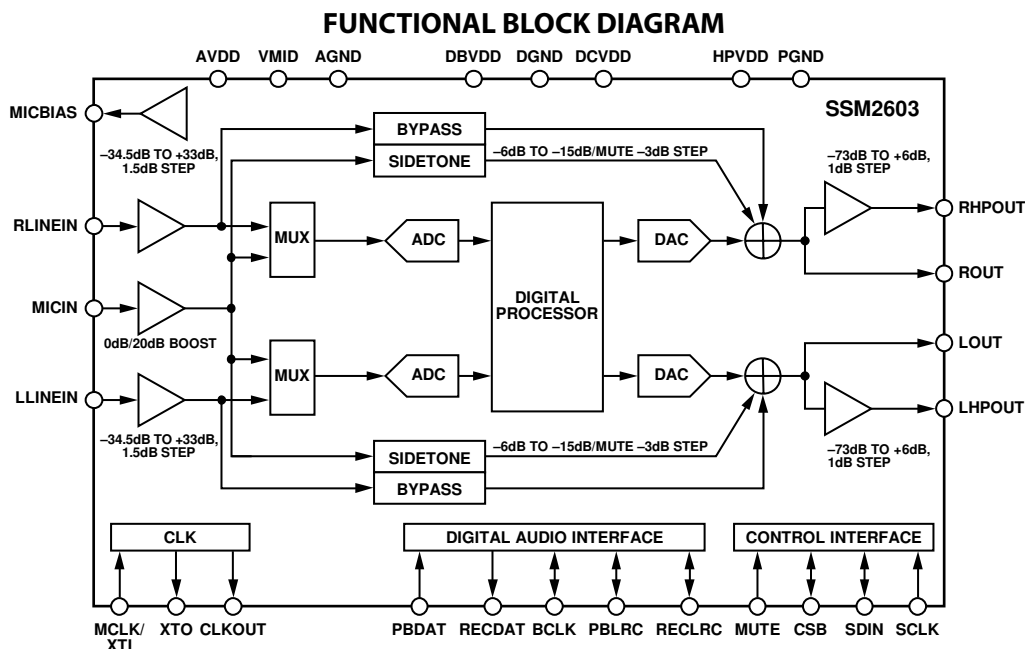 FUNCTIONAL BLOCK DIAGRAM
AVDD VMID AGND DBVDD DGND DCVDD HPVDD PGND
SSM2603
MICBIAS
–34.5dB TO +33dB,
1.5dB STEP
BYPASS
SIDETONE
–6dB TO –15dB/MUTE –3dB STEP
–73dB TO +6dB,
1dB STEP
RLINEIN
MUX
ADC
DIGITAL
PROCESSOR
DAC
RHPOUT
ROUT
MICIN
0dB/20dB BOOST
MUX
ADC
DAC
LOUT
LLINEIN
LHPOUT
–34.5dB TO +33dB,
1.5dB STEP
SIDETONE
BYPASS
–6dB TO –15dB/MUTE –3dB STEP
–73dB TO +6dB,
1dB STEP
CLK
DIGITAL AUDIO INTERFACE
CONTROL INTERFACE
MCLK/
XTI
XTO CLKOUT PBDAT RECDAT BCLK PBLRC RECLRC MUTE CSB SDIN SCLK